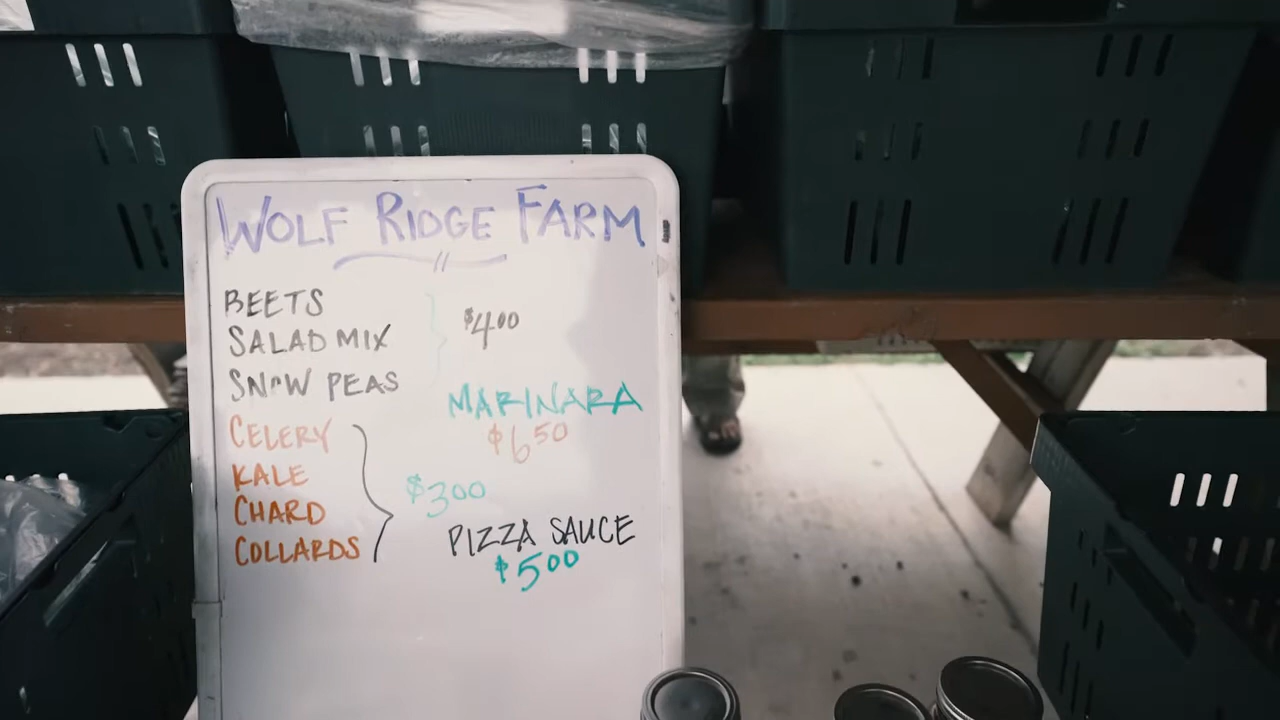 WOLF RIDGE FARM
BEETS
SALAD MIX
SNOW PEAS
$4.00
CELERY
KALE
CHARD
COLLARDS
$3.00
MARINARA
$6.50
PIZZA SAUCE
$5.00